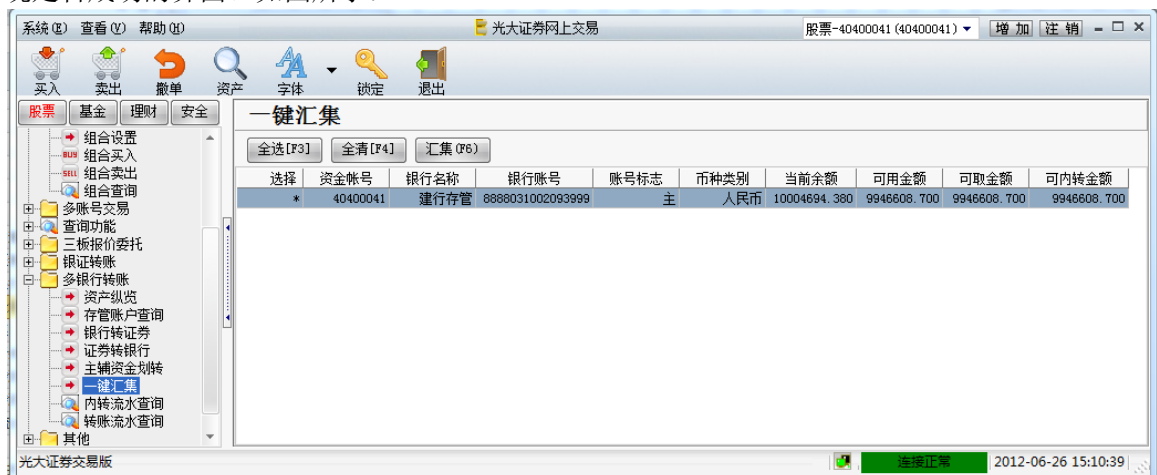 系统(E) 查看(V) 帮助(H) 光大证券网上交易 股票-40400041(40400041) 增 加 注 销
买入 卖出 撤单 资产 字体 锁定 退出
股票 基金 理财 安全
一键汇集
全选[F3] 全清[F4] 汇集(F6)
选择 资金帐号 银行名称 银行账号 账号标志 币种类别 当前余额 可用金额 可取金额 可内转金额
* 40400041 建行存管 8888031002093999 主 人民币 10004694.380 9946608.700 9946608.700 9946608.700
组合设置
BUY 组合买入
SELL 组合卖出
组合查询
多账号交易
查询功能
三板报价委托
银证转账
多银行转账
资产纵览
存管账户查询
银行转证券
证券转银行
主辅资金划转
一键汇集
内转流水查询
转账流水查询
其他
光大证券交易版 连接正常 2012-06-26 15:10:39